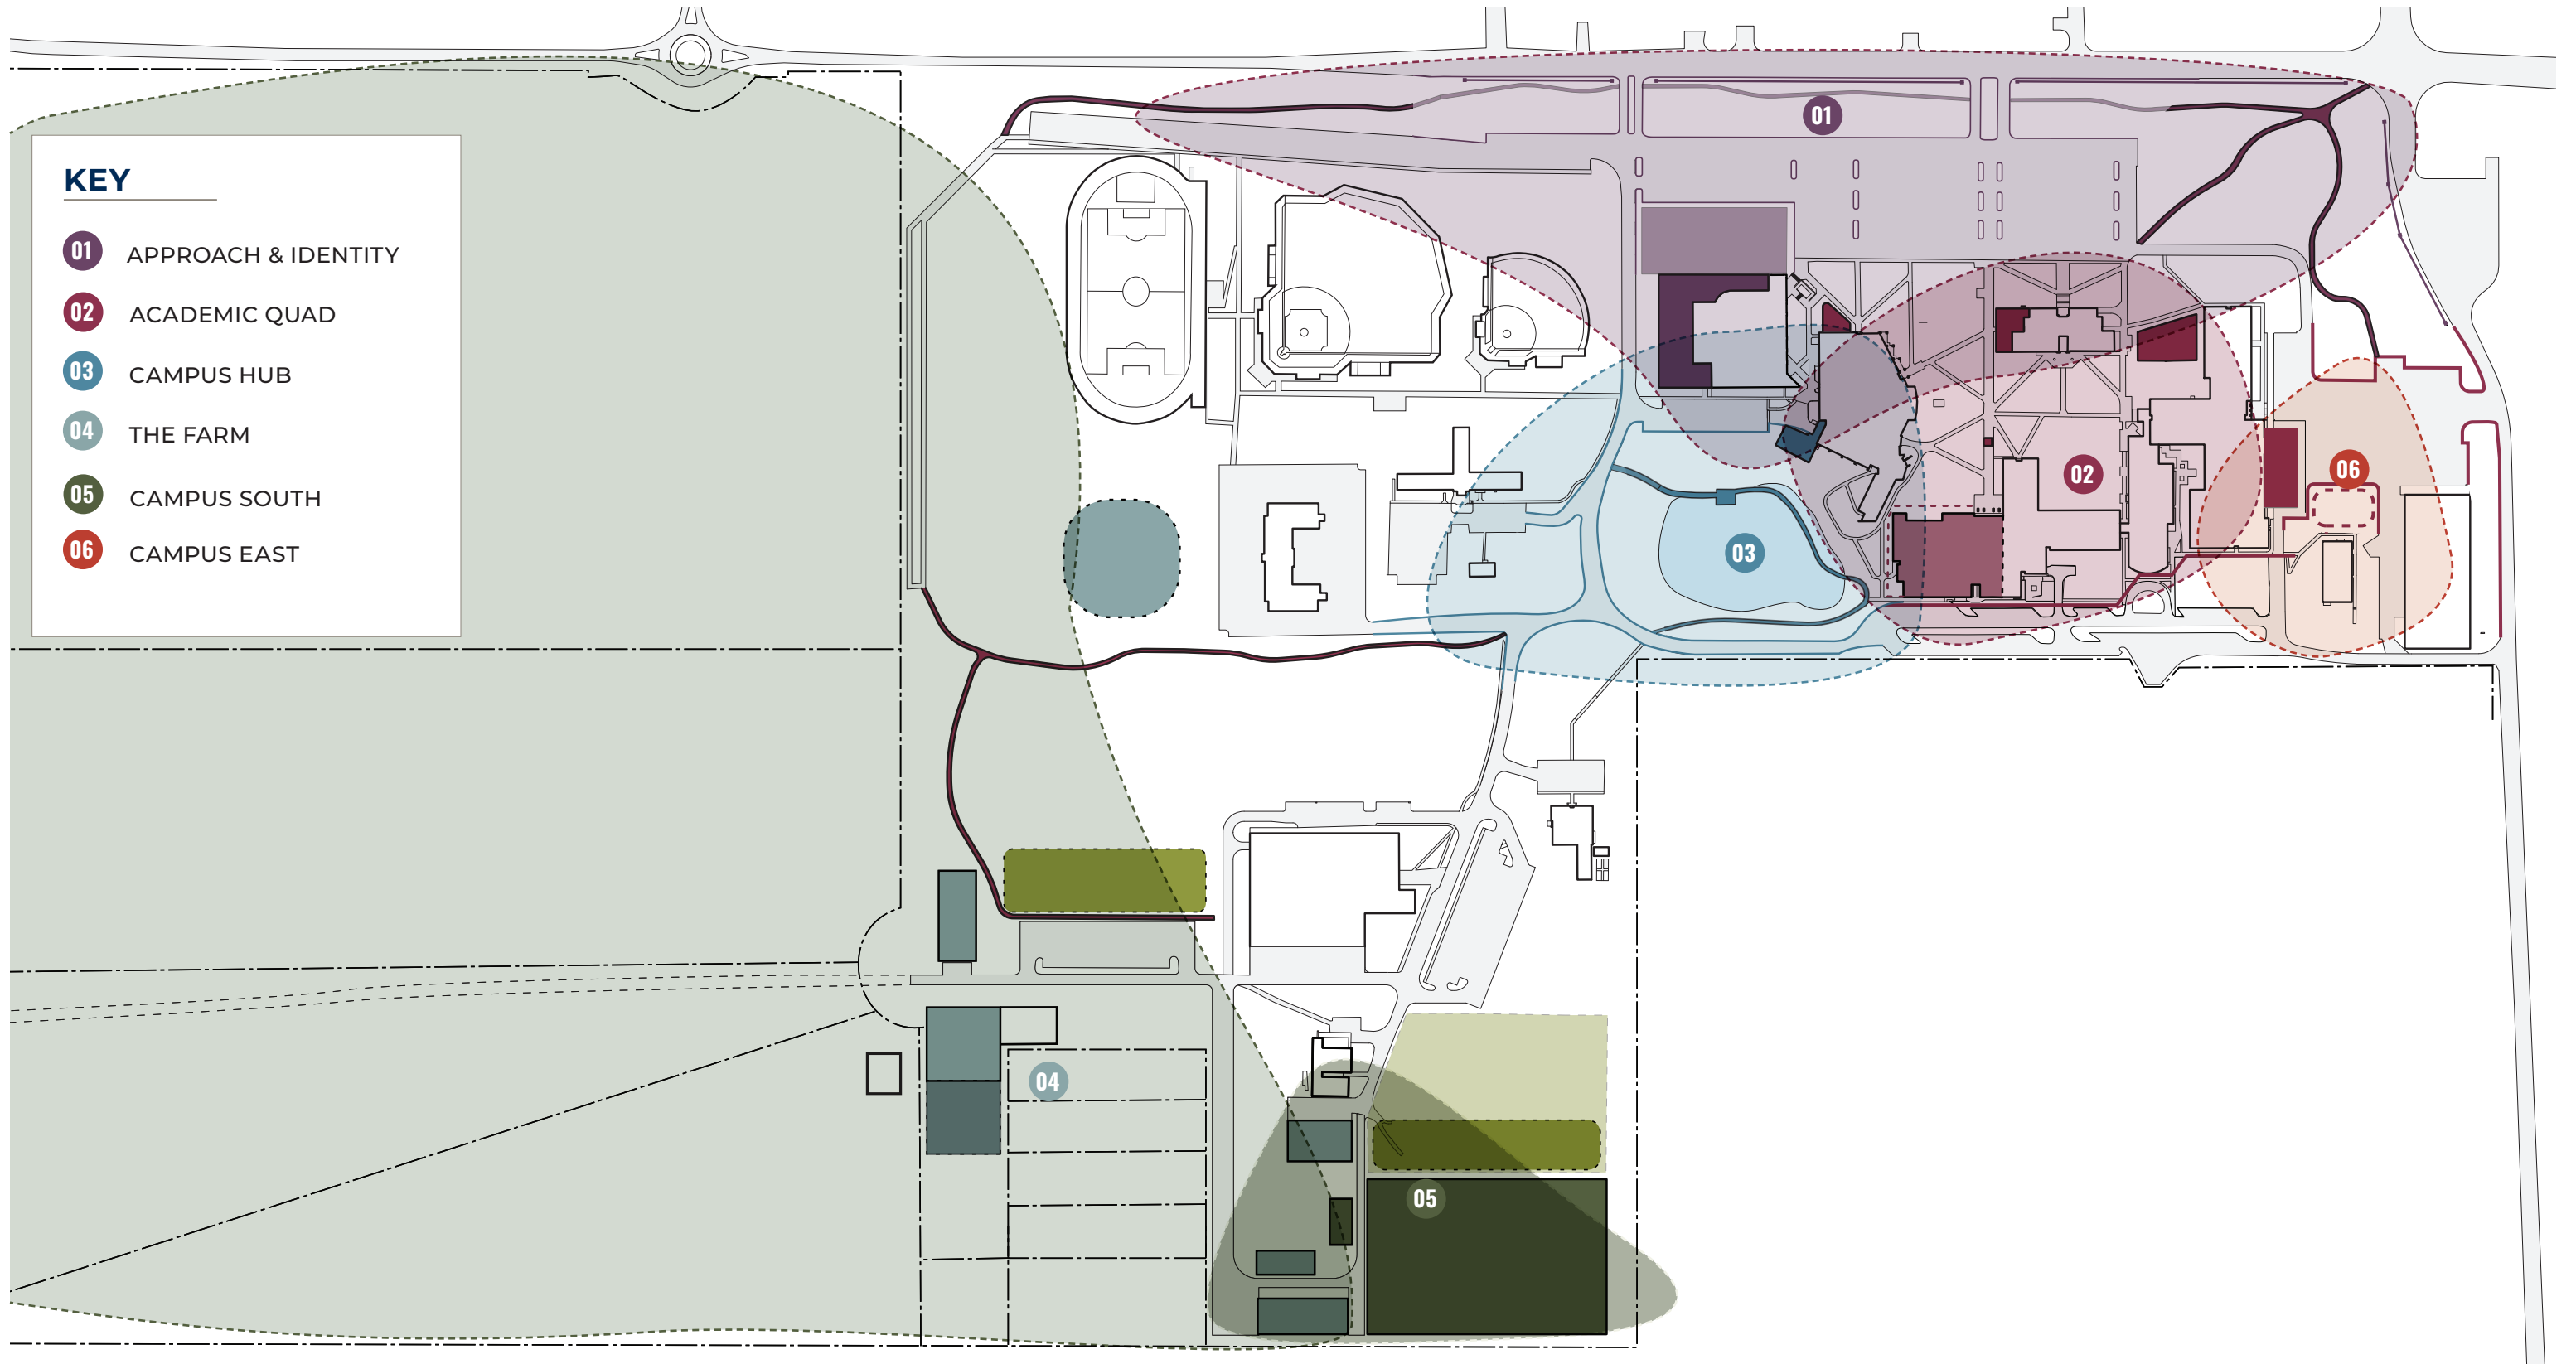 KEY
01 APPROACH & IDENTITY
02 ACADEMIC QUAD
03 CAMPUS HUB
04 THE FARM
05 CAMPUS SOUTH
06 CAMPUS EAST
01
02
06
03
04
05